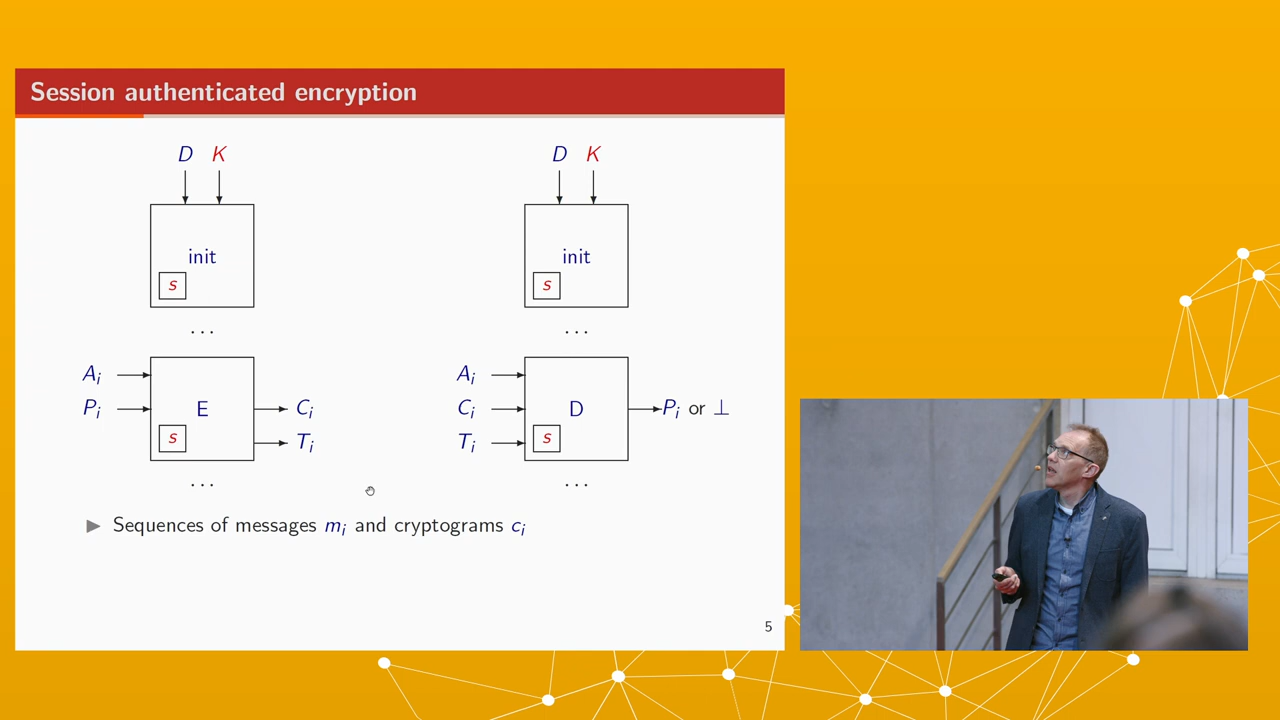 Session authenticated encryption
D K
D K
init
s
init
s
...
...
A_i
P_i
E
s
C_i
T_i
A_i
C_i
T_i
D
s
P_i or ⊥
...
...
▶ Sequences of messages m_i and cryptograms c_i
5